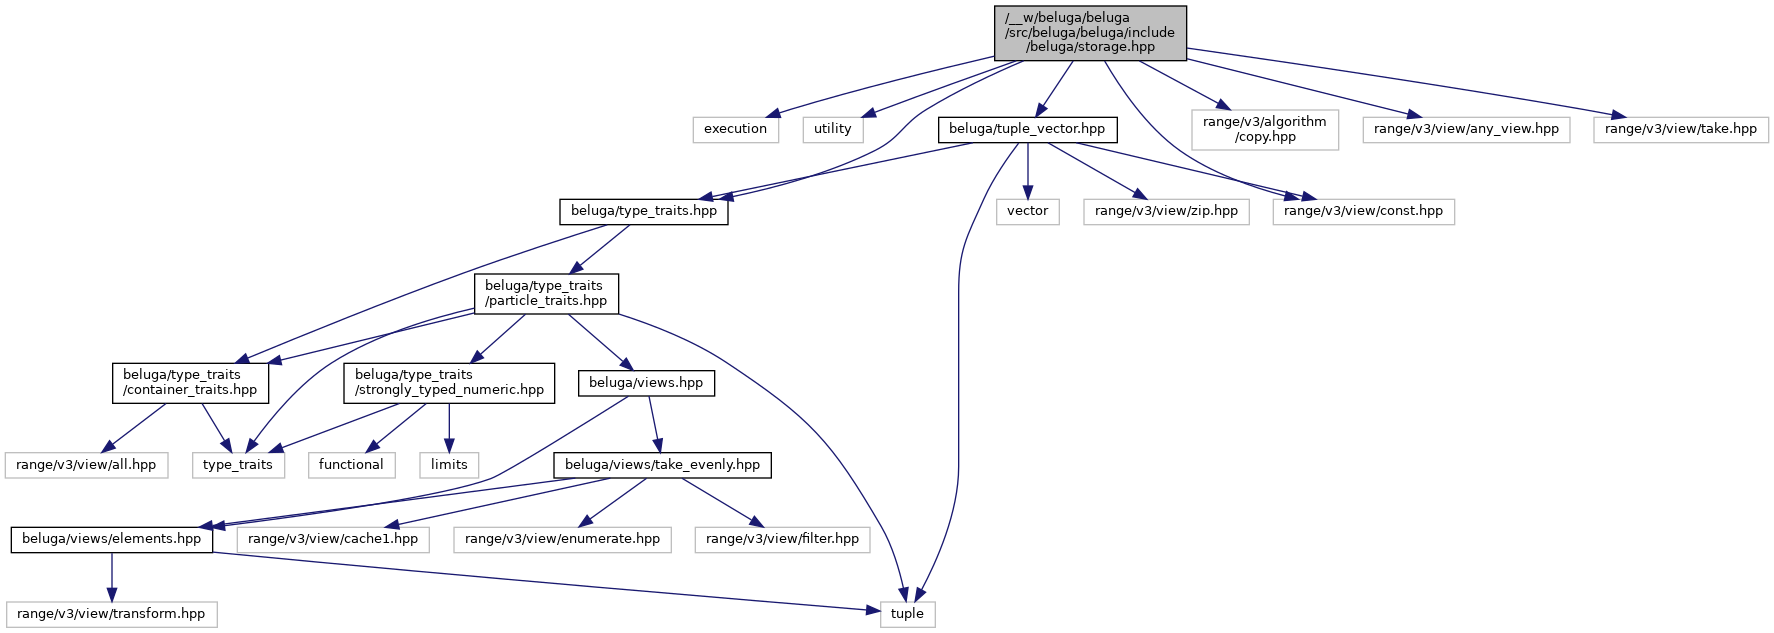 /__w/beluga/beluga
/src/beluga/beluga/include
/beluga/storage.hpp
execution
utility
beluga/tuple_vector.hpp
range/v3/algorithm
/copy.hpp
range/v3/view/any_view.hpp
range/v3/view/take.hpp
beluga/type_traits.hpp
vector
range/v3/view/zip.hpp
range/v3/view/const.hpp
beluga/type_traits
/particle_traits.hpp
beluga/type_traits
/container_traits.hpp
beluga/type_traits
/strongly_typed_numeric.hpp
beluga/views.hpp
range/v3/view/all.hpp
type_traits
functional
limits
beluga/views/take_evenly.hpp
beluga/views/elements.hpp
range/v3/view/cache1.hpp
range/v3/view/enumerate.hpp
range/v3/view/filter.hpp
range/v3/view/transform.hpp
tuple